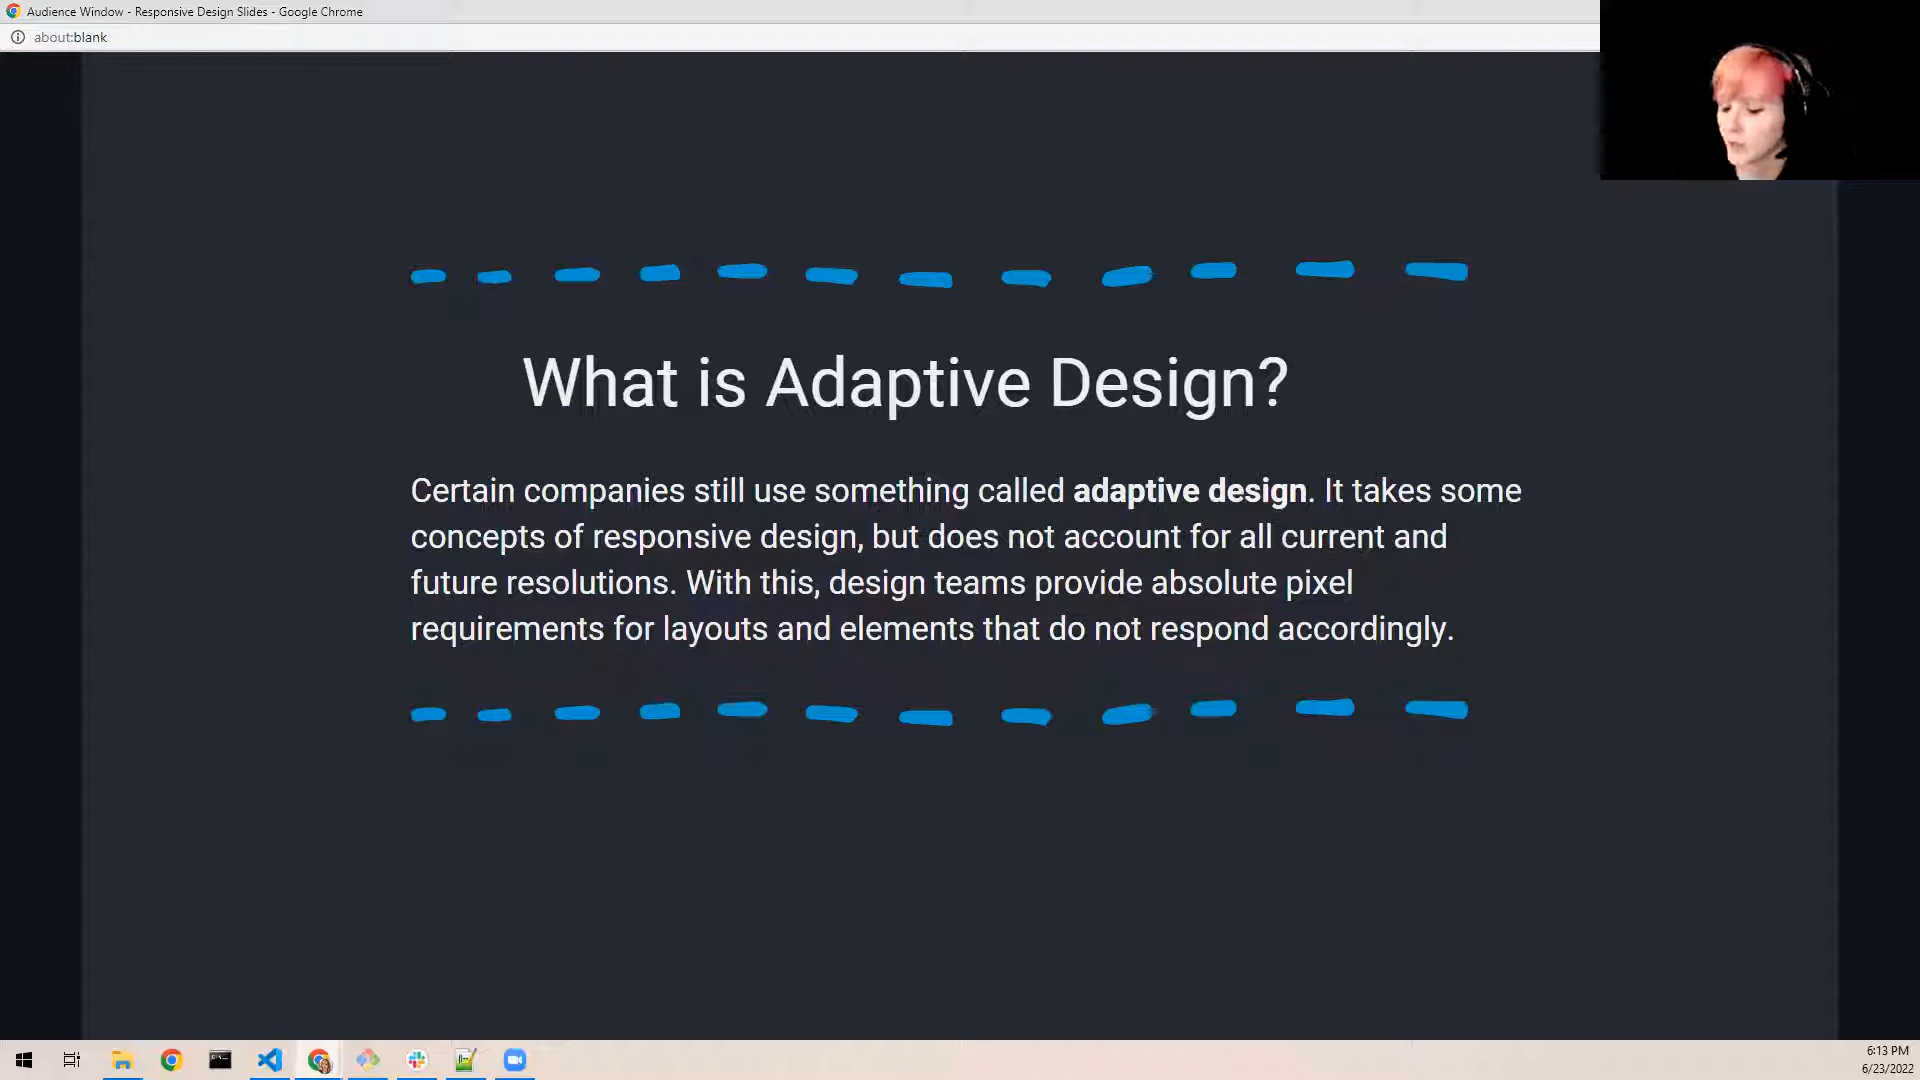 Audience Window - Responsive Design Slides - Google Chrome
about:blank
What is Adaptive Design?
Certain companies still use something called adaptive design. It takes some
concepts of responsive design, but does not account for all current and
future resolutions. With this, design teams provide absolute pixel
requirements for layouts and elements that do not respond accordingly.
6:13 PM
6/23/2022